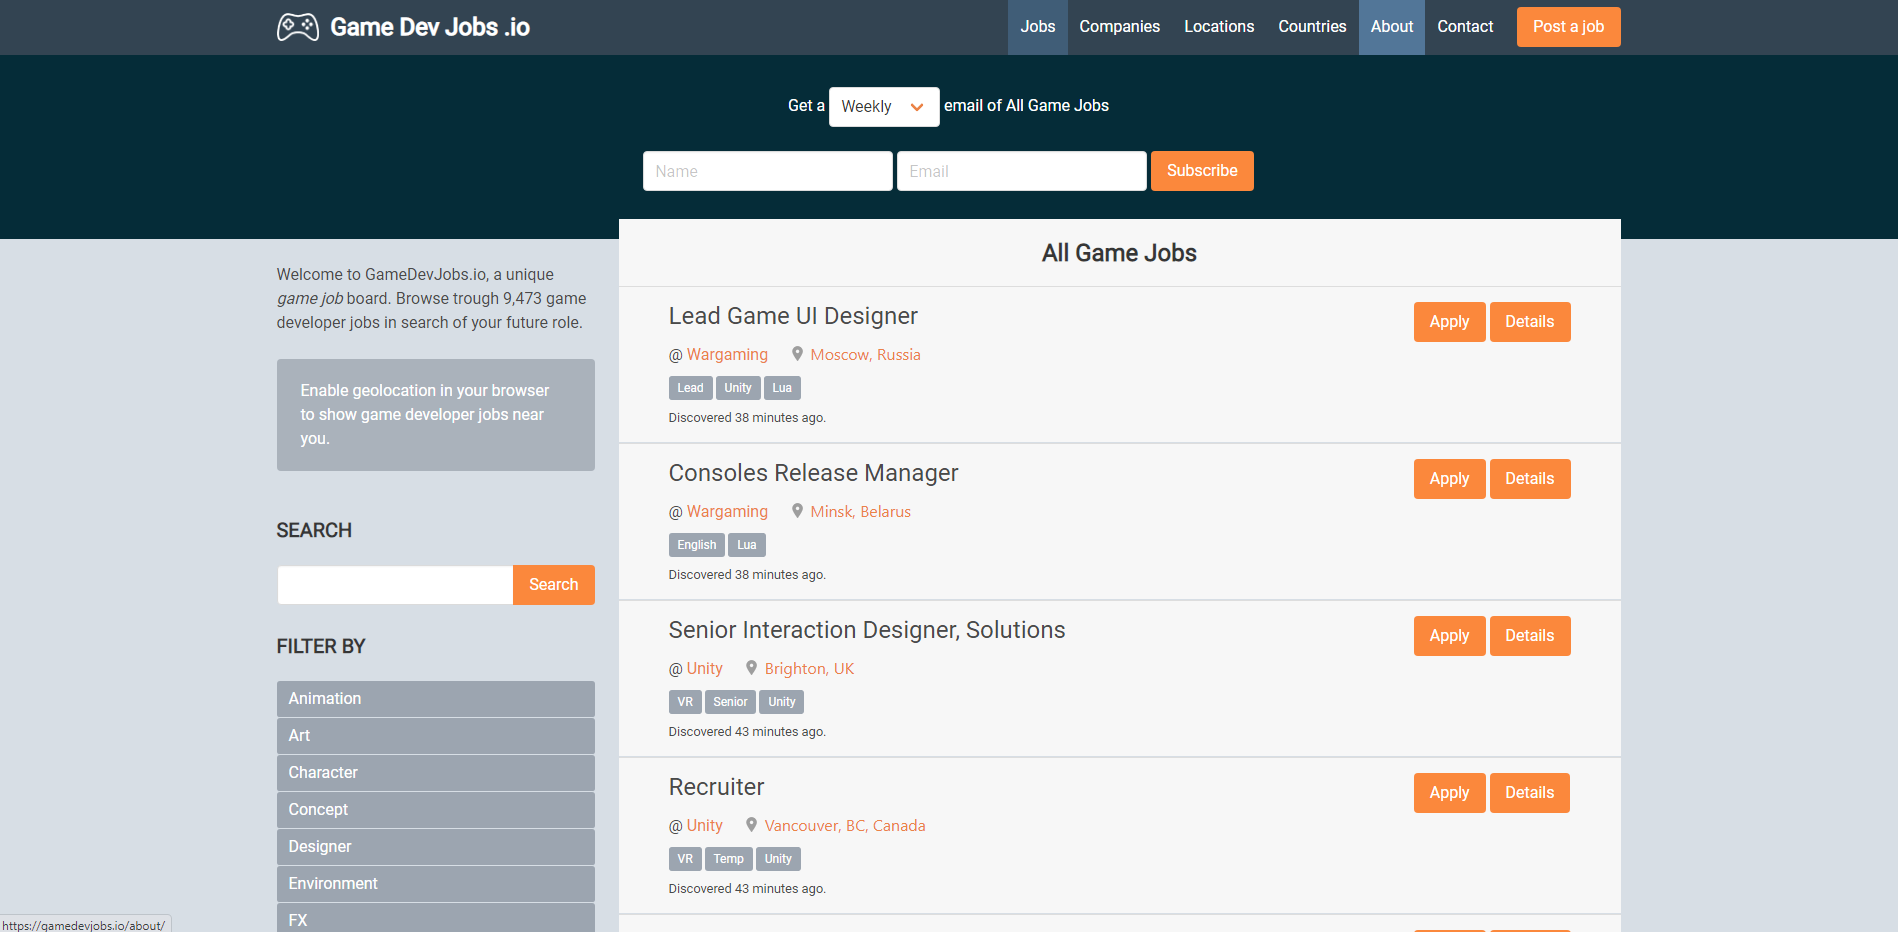 Game Dev Jobs .io
Jobs Companies Locations Countries About Contact Post a job
Get a Weekly email of All Game Jobs
Name Email Subscribe
Welcome to GameDevJobs.io, a unique
game job board. Browse trough 9,473 game
developer jobs in search of your future role.
Enable geolocation in your browser
to show game developer jobs near
you.
SEARCH
Search
FILTER BY
Animation
Art
Character
Concept
Designer
Environment
FX
All Game Jobs
Lead Game UI Designer
Apply Details
@ Wargaming Moscow, Russia
Lead Unity Lua
Discovered 38 minutes ago.
Consoles Release Manager
Apply Details
@ Wargaming Minsk, Belarus
English Lua
Discovered 38 minutes ago.
Senior Interaction Designer, Solutions
Apply Details
@ Unity Brighton, UK
VR Senior Unity
Discovered 43 minutes ago.
Recruiter
Apply Details
@ Unity Vancouver, BC, Canada
VR Temp Unity
Discovered 43 minutes ago.
https://gamedevjobs.io/about/